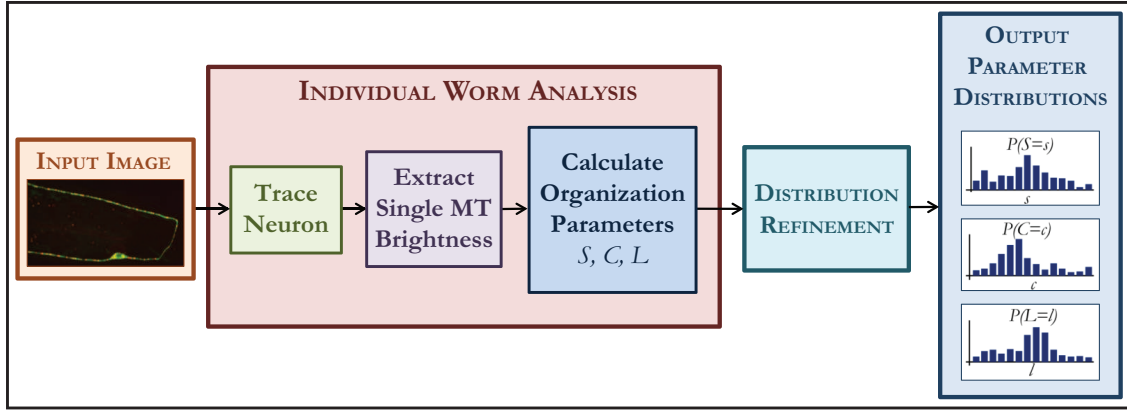 INPUT IMAGE
INDIVIDUAL WORM ANALYSIS
Trace
Neuron
Extract
Single MT
Brightness
Calculate
Organization
Parameters
S, C, L
DISTRIBUTION
REFINEMENT
OUTPUT
PARAMETER
DISTRIBUTIONS
P(S=s)
s
P(C=c)
c
P(L=l)
l